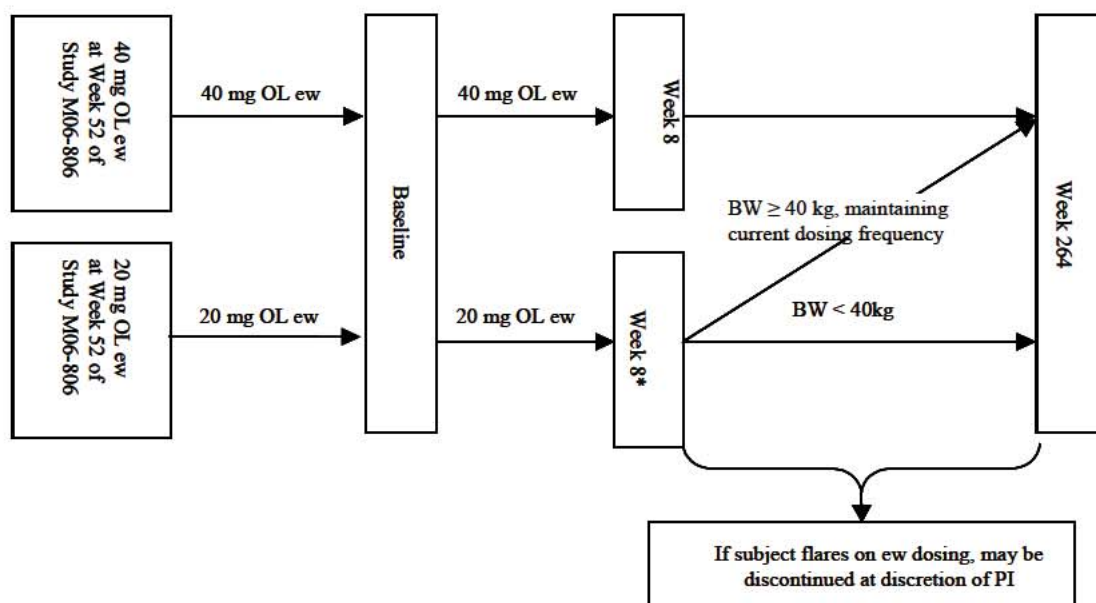 40 mg OL ew
at Week 52 of
Study M06-806
40 mg OL ew
Baseline
40 mg OL ew
Week 8
BW ≥ 40 kg, maintaining
current dosing frequency
Week 264
20 mg OL ew
at Week 52 of
Study M06-806
20 mg OL ew
20 mg OL ew
Week 8*
BW < 40kg
If subject flares on ew dosing, may be
discontinued at discretion of PI